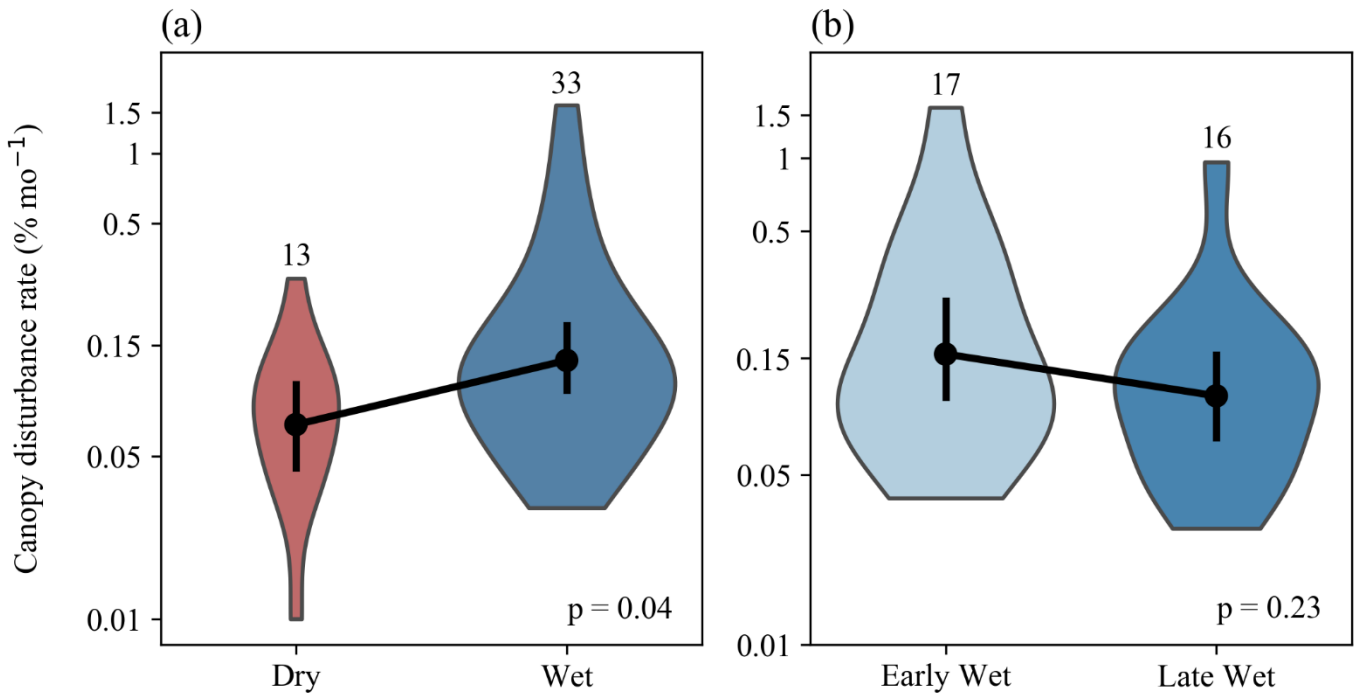 (a)
Canopy disturbance rate (% mo⁻¹)
1.5
1
0.5
0.15
0.05
0.01
13
33
p = 0.04
Dry
Wet
(b)
1.5
1
0.5
0.15
0.05
0.01
17
16
p = 0.23
Early Wet
Late Wet